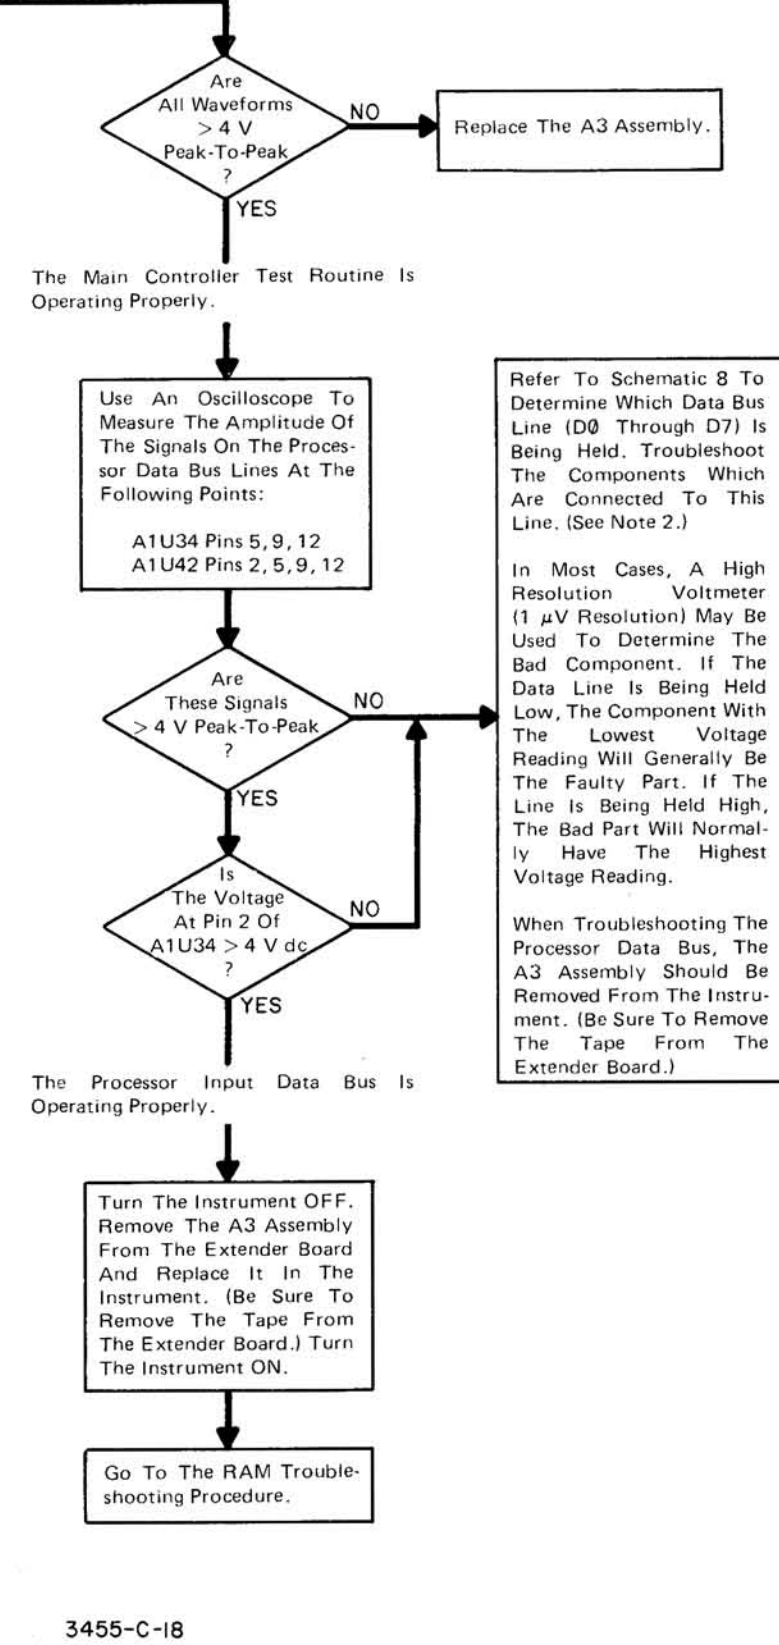 Are
All Waveforms
> 4 V
Peak-To-Peak
?
NO
Replace The A3 Assembly.
YES
The Main Controller Test Routine Is
Operating Properly.
Use An Oscilloscope To
Measure The Amplitude Of
The Signals On The Proces-
sor Data Bus Lines At The
Following Points:
A1U34 Pins 5, 9, 12
A1U42 Pins 2, 5, 9, 12
Are
These Signals
> 4 V Peak-To-Peak
?
NO
YES
Is
The Voltage
At Pin 2 Of
A1U34 > 4 V dc
?
NO
YES
Refer To Schematic 8 To
Determine Which Data Bus
Line (DØ Through D7) Is
Being Held. Troubleshoot
The Components Which
Are Connected To This
Line. (See Note 2.)
In Most Cases, A High
Resolution Voltmeter
(1 μV Resolution) May Be
Used To Determine The
Bad Component. If The
Data Line Is Being Held
Low, The Component With
The Lowest Voltage
Reading Will Generally Be
The Faulty Part. If The
Line Is Being Held High,
The Bad Part Will Normal-
ly Have The Highest
Voltage Reading.
When Troubleshooting The
Processor Data Bus, The
A3 Assembly Should Be
Removed From The Instru-
ment. (Be Sure To Remove
The Tape From The
Extender Board.)
The Processor Input Data Bus Is
Operating Properly.
Turn The Instrument OFF.
Remove The A3 Assembly
From The Extender Board
And Replace It In The
Instrument. (Be Sure To
Remove The Tape From
The Extender Board.) Turn
The Instrument ON.
Go To The RAM Trouble-
shooting Procedure.
3455-C-18